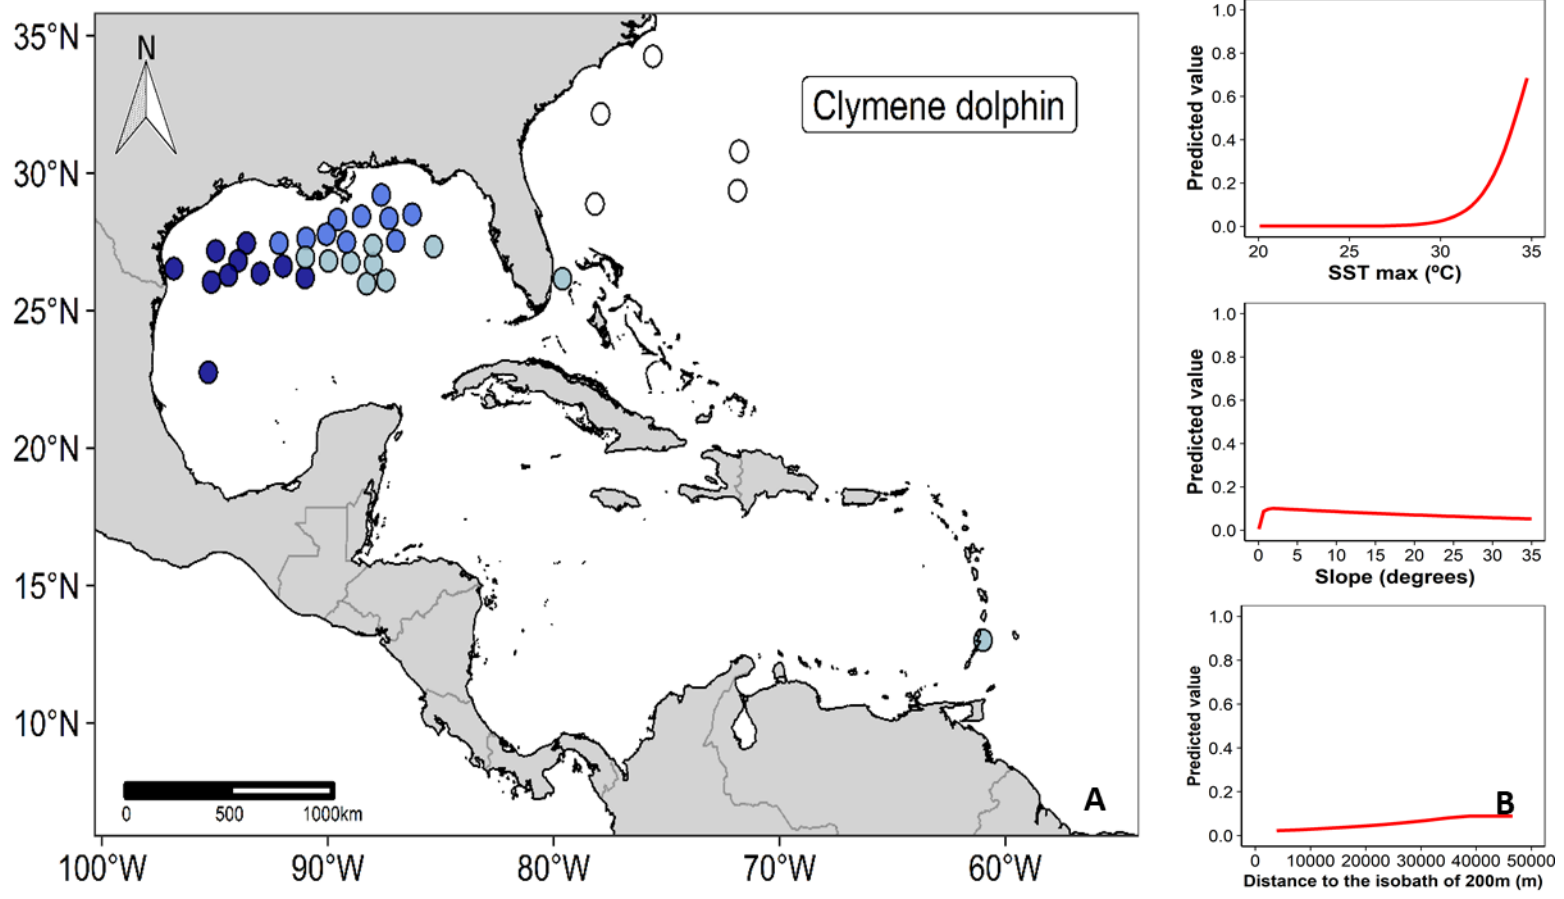 35°N
30°N
25°N
20°N
15°N
10°N
N
Clymene dolphin
0 500 1000km
A
100°W 90°W 80°W 70°W 60°W
Predicted value
1.0
0.8
0.6
0.4
0.2
0.0
20 25 30 35
SST max (ºC)
Predicted value
1.0
0.8
0.6
0.4
0.2
0.0
0 5 10 15 20 25 30 35
Slope (degrees)
Predicted value
1.0
0.8
0.6
0.4
0.2
0.0
B
0 10000 20000 30000 40000 50000
Distance to the isobath of 200m (m)